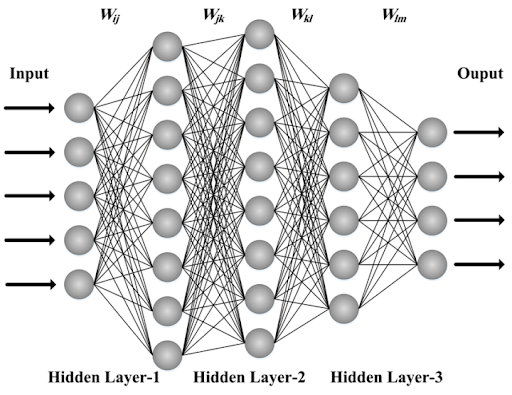 Wij
Wjk
Wkl
Wlm
Input
Ouput
Hidden Layer-1
Hidden Layer-2
Hidden Layer-3